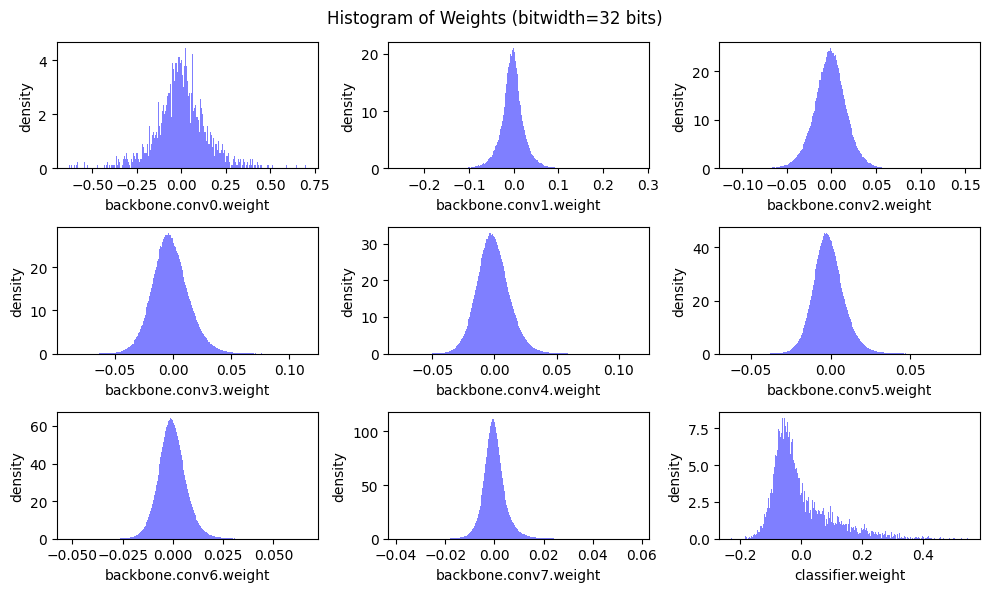 Histogram of Weights (bitwidth=32 bits)
density
4
2
0
−0.50 −0.25 0.00 0.25 0.50 0.75
backbone.conv0.weight
density
20
10
0
−0.2 −0.1 0.0 0.1 0.2 0.3
backbone.conv1.weight
density
20
10
0
−0.10 −0.05 0.00 0.05 0.10 0.15
backbone.conv2.weight
density
20
10
0
−0.05 0.00 0.05 0.10
backbone.conv3.weight
density
30
20
10
0
−0.05 0.00 0.05 0.10
backbone.conv4.weight
density
40
20
0
−0.05 0.00 0.05
backbone.conv5.weight
density
60
40
20
0
−0.050 −0.025 0.000 0.025 0.050
backbone.conv6.weight
density
100
50
0
−0.04 −0.02 0.00 0.02 0.04 0.06
backbone.conv7.weight
density
7.5
5.0
2.5
0.0
−0.2 0.0 0.2 0.4
classifier.weight